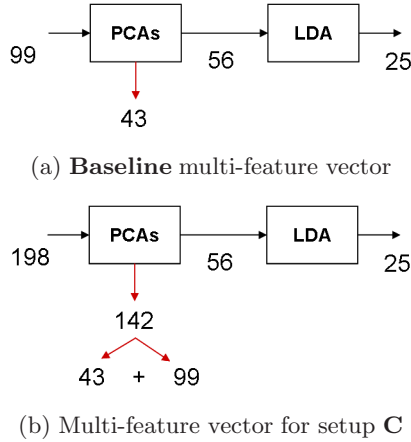 PCAs LDA
99 56 25
43
(a) Baseline multi-feature vector
PCAs LDA
198 56 25
142
43 + 99
(b) Multi-feature vector for setup C